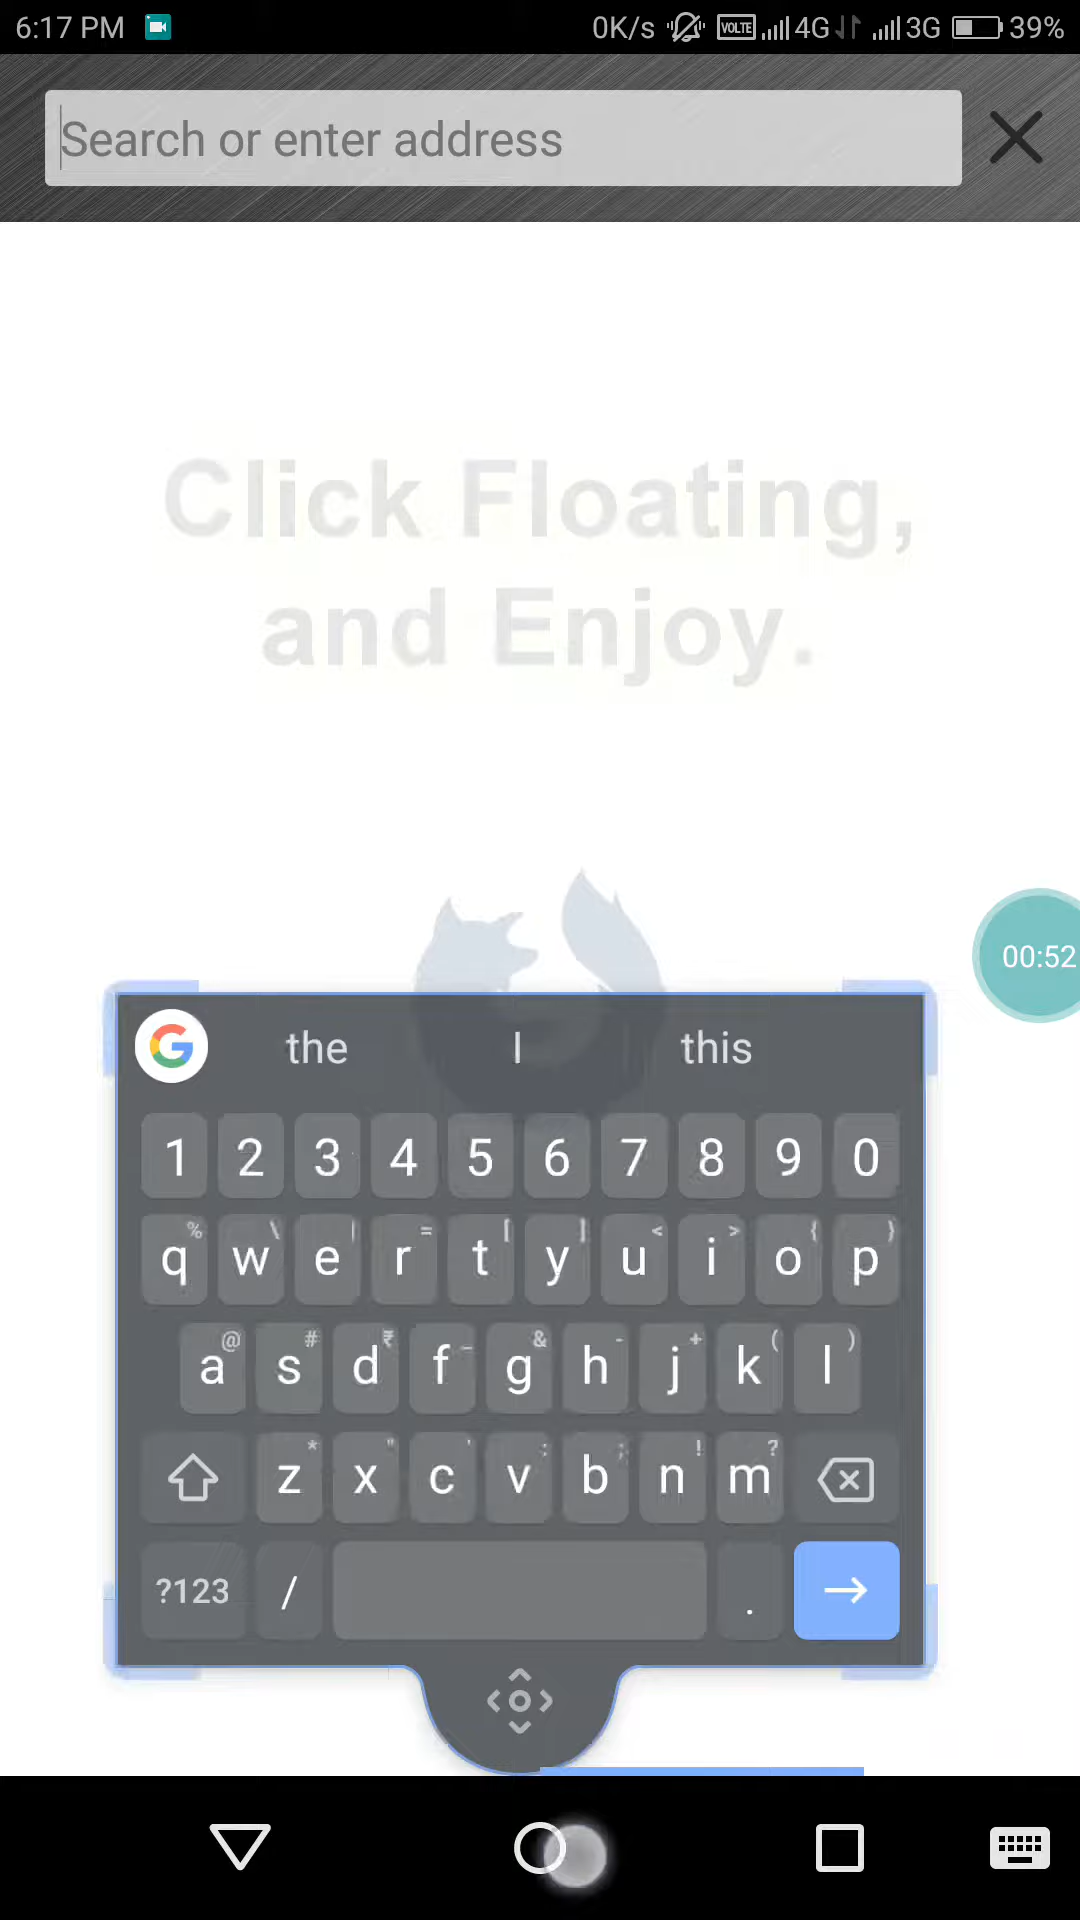 6:17 PM 0K/s VOLTE 4G 3G 39%
Search or enter address
Click Floating,
and Enjoy.
00:52
G the I this
1 2 3 4 5 6 7 8 9 0
% \ | = [ ] < > { }
q w e r t y u i o p
@ # ₹ _ & - + ( )
a s d f g h j k l
* " ' : ; ! ?
z x c v b n m
?123 / .